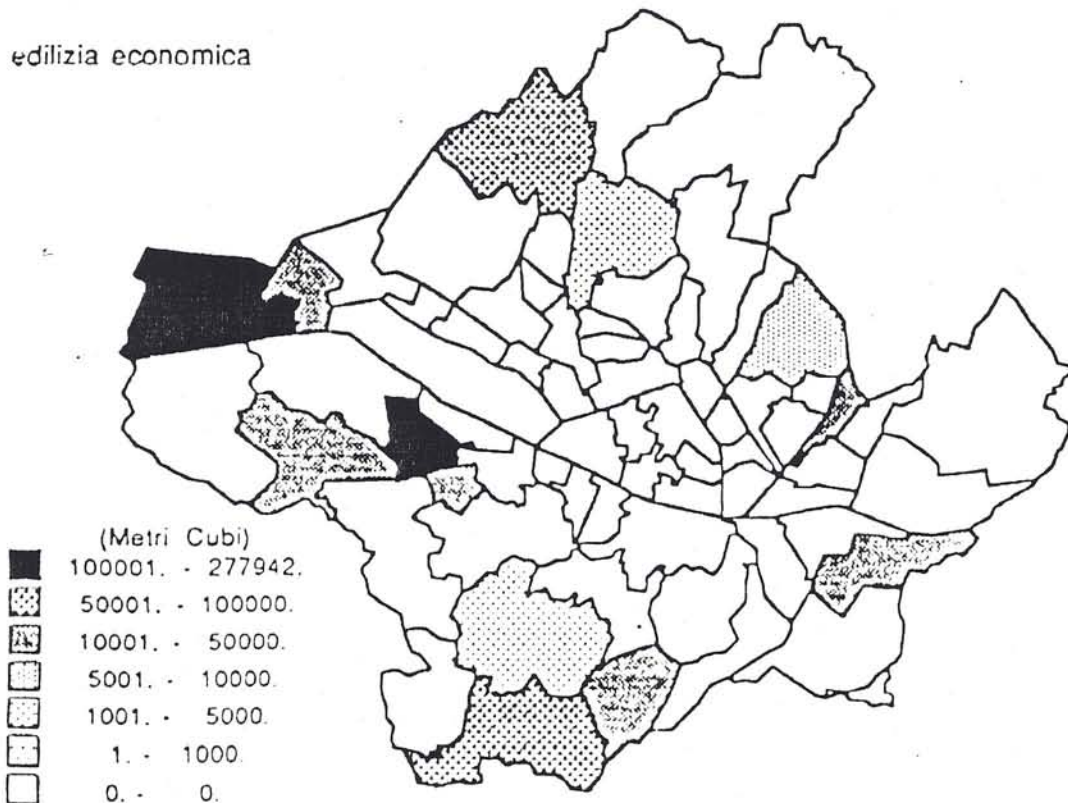 edilizia economica
(Metri Cubi)
100001. - 277942.
50001. - 100000.
10001. - 50000.
5001. - 10000.
1001. - 5000.
1. - 1000.
0. - 0.